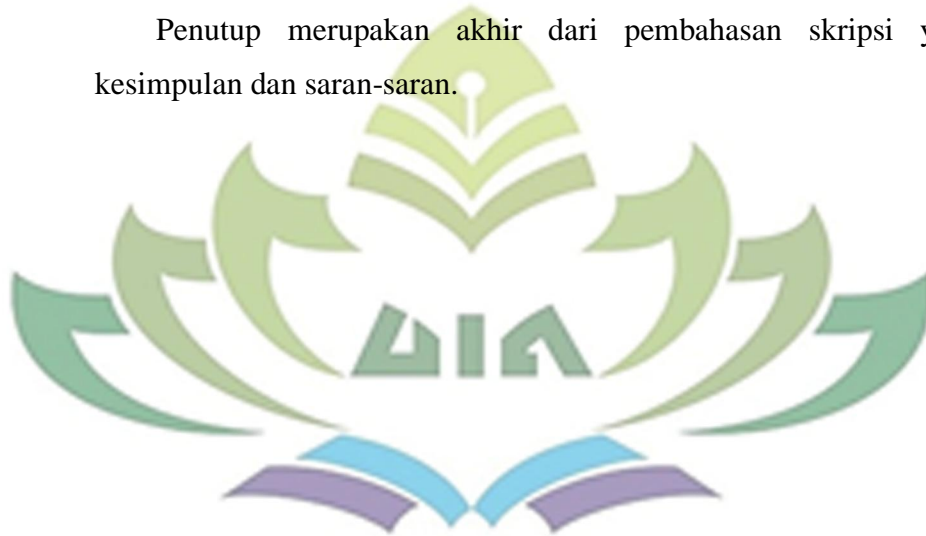 Penutup merupakan akhir dari pembahasan skripsi
kesimpulan dan saran-saran.
UIN